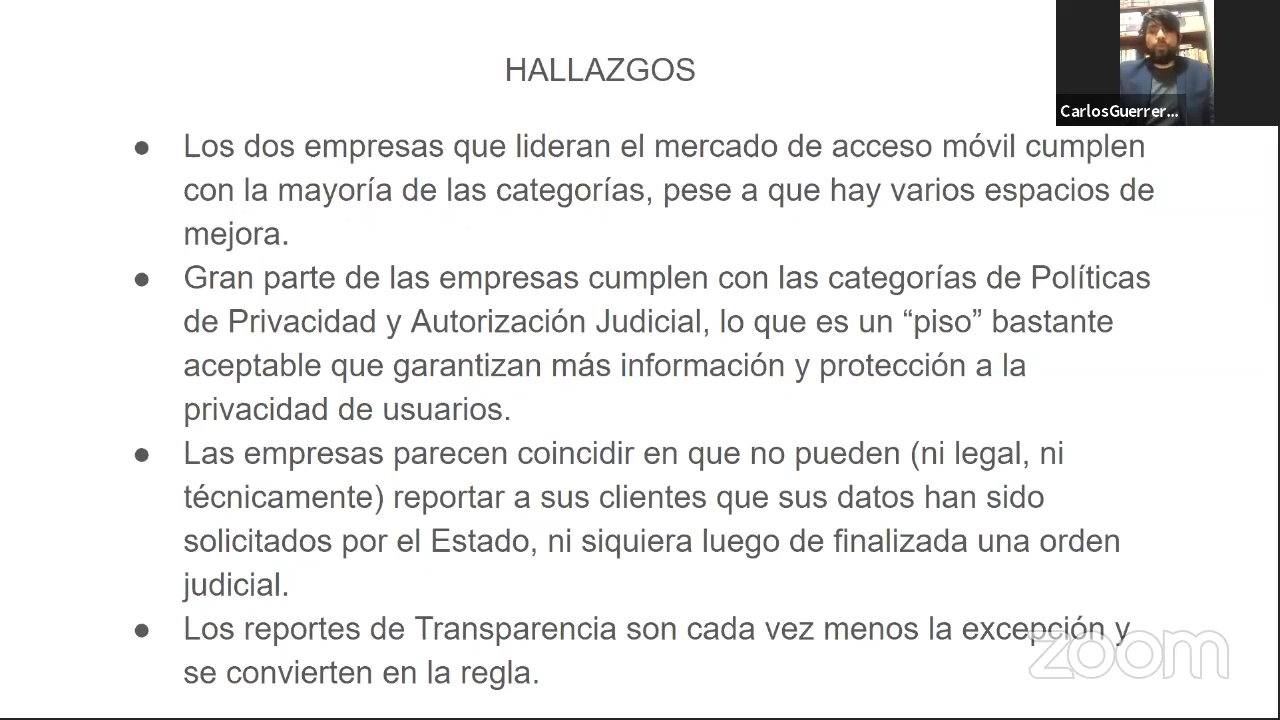 HALLAZGOS
CarlosGuerrer...
● Los dos empresas que lideran el mercado de acceso móvil cumplen
con la mayoría de las categorías, pese a que hay varios espacios de
mejora.
● Gran parte de las empresas cumplen con las categorías de Políticas
de Privacidad y Autorización Judicial, lo que es un “piso” bastante
aceptable que garantizan más información y protección a la
privacidad de usuarios.
● Las empresas parecen coincidir en que no pueden (ni legal, ni
técnicamente) reportar a sus clientes que sus datos han sido
solicitados por el Estado, ni siquiera luego de finalizada una orden
judicial.
● Los reportes de Transparencia son cada vez menos la excepción y
se convierten en la regla.
zoom